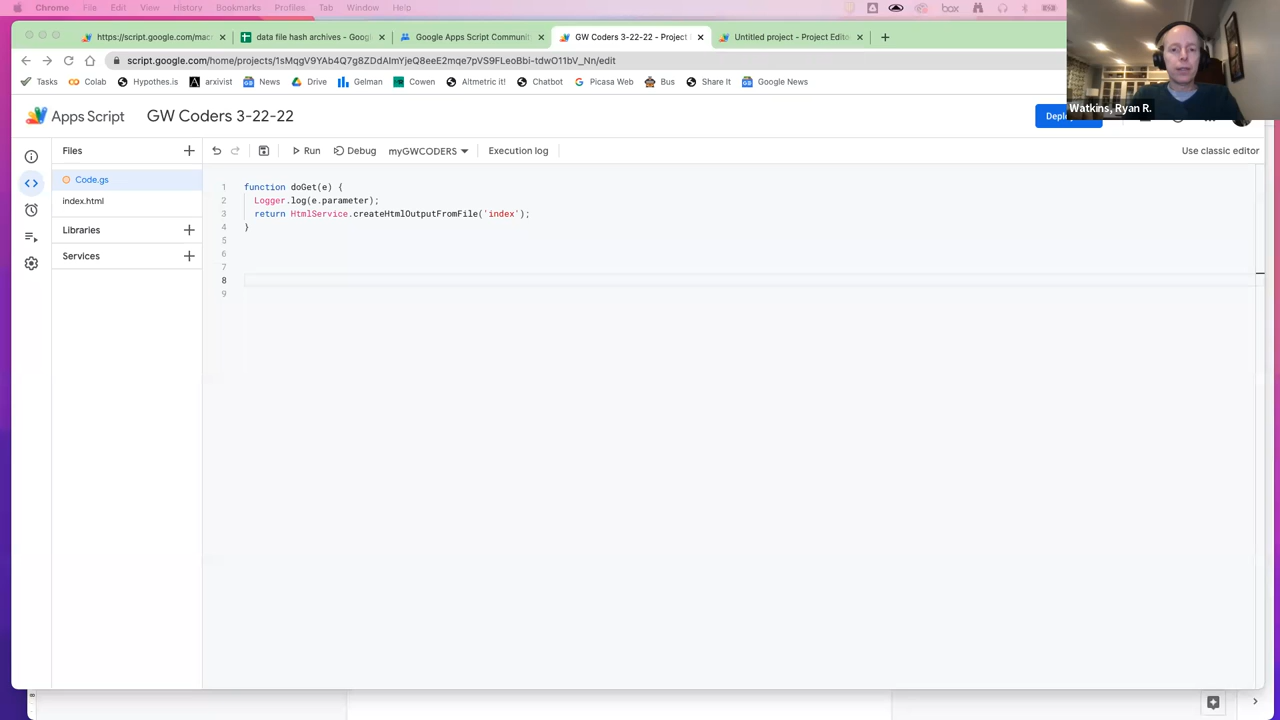 Chrome File Edit View History Bookmarks Profiles Tab Window Help
box
https://script.google.com/macr
data file hash archives - Googl
Google Apps Script Communit
GW Coders 3-22-22 - Project
Untitled project - Project Edito
script.google.com/home/projects/1sMqgV9YAb4Q7g8ZDdAlmYjeQ8eeE2mqe7pVS9FLeoBbi-tdwO11bV_Nn/edit
Tasks Colab Hypothes.is arxivist News Drive Gelman Cowen Altmetric it! Chatbot Picasa Web Bus Share It Google News
Watkins, Ryan R.
Apps Script GW Coders 3-22-22
Files Run Debug myGWCODERS Execution log Use classic editor
Code.gs
index.html
Libraries
Services
1 function doGet(e) {
2 Logger.log(e.parameter);
3 return HtmlService.createHtmlOutputFromFile('index');
4 }
5
6
7
8
9